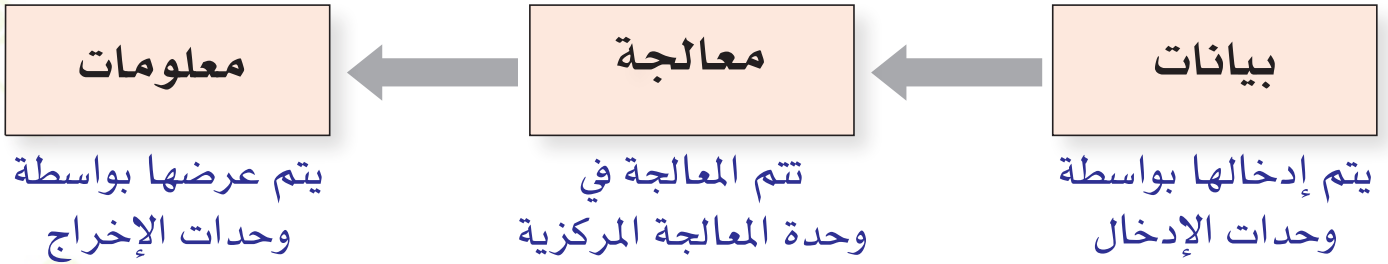 بيانات
يتم إدخالها بواسطة
وحدات الإدخال
معالجة
تتم المعالجة في
وحدة المعالجة المركزية
معلومات
يتم عرضها بواسطة
وحدات الإخراج